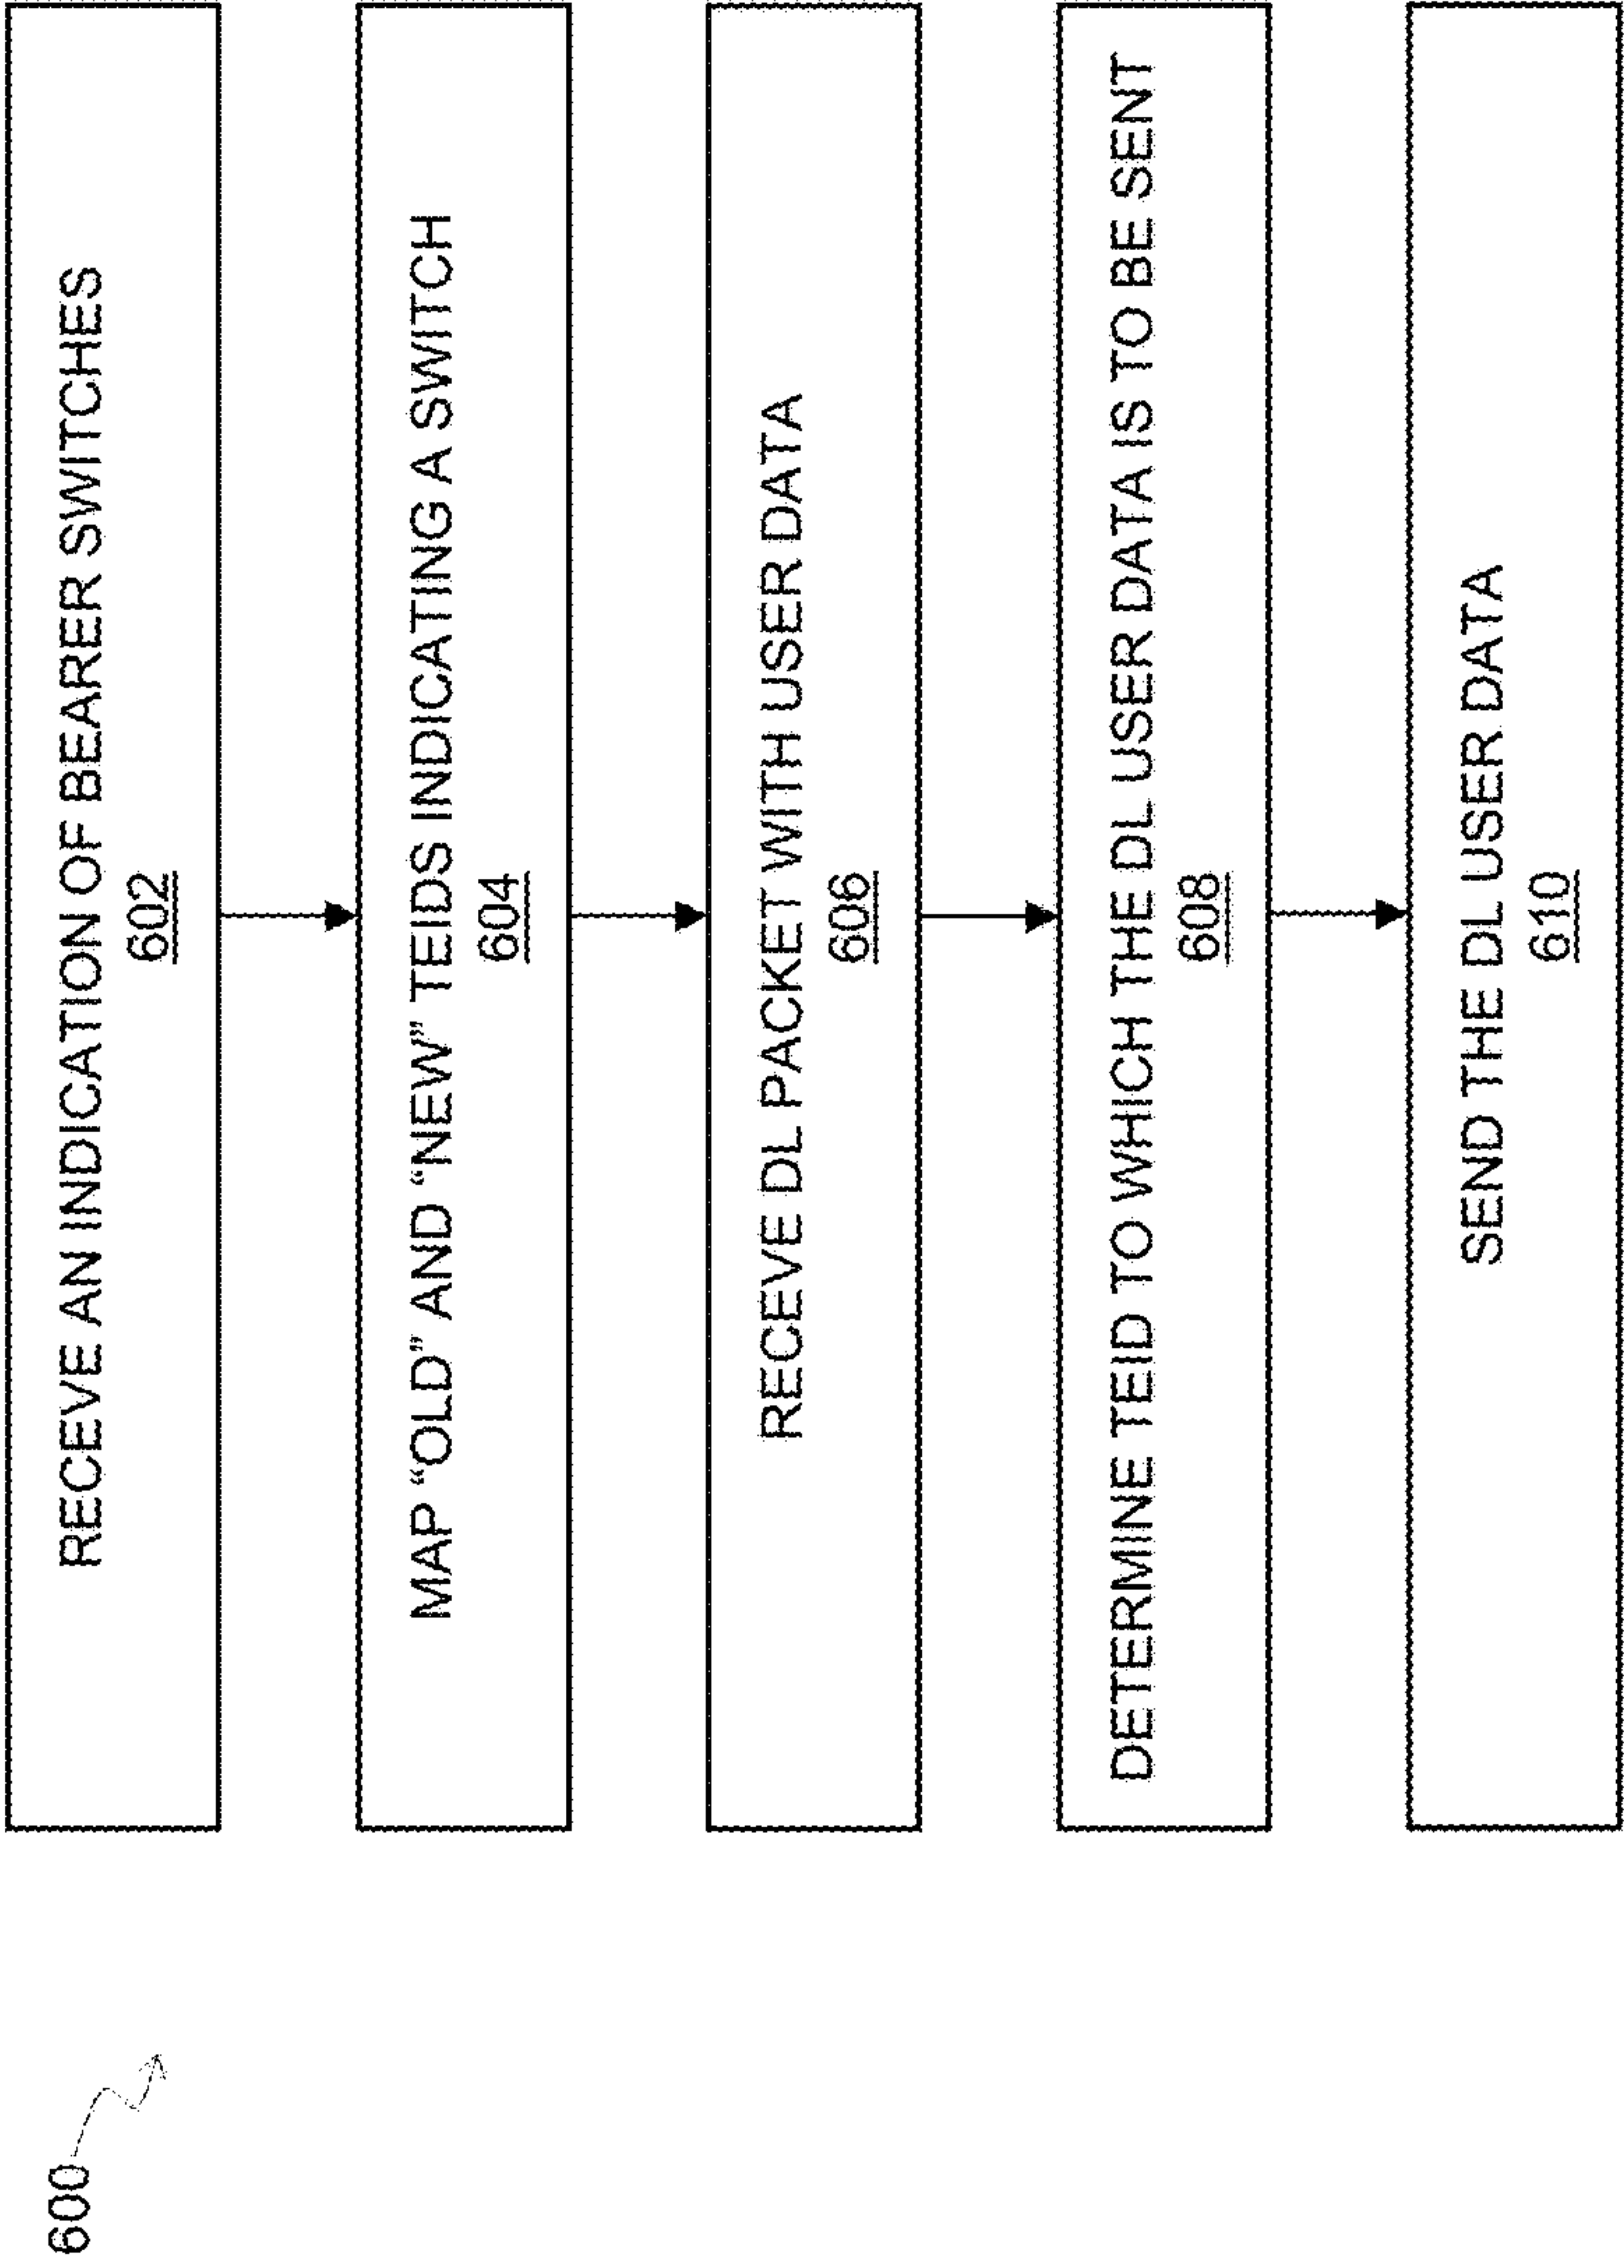 600
RECEVE AN INDICATION OF BEARER SWITCHES
602
MAP “OLD” AND “NEW” TEIDS INDICATING A SWITCH
604
RECEVE DL PACKET WITH USER DATA
606
DETERMINE TEID TO WHICH THE DL USER DATA IS TO BE SENT
608
SEND THE DL USER DATA
610